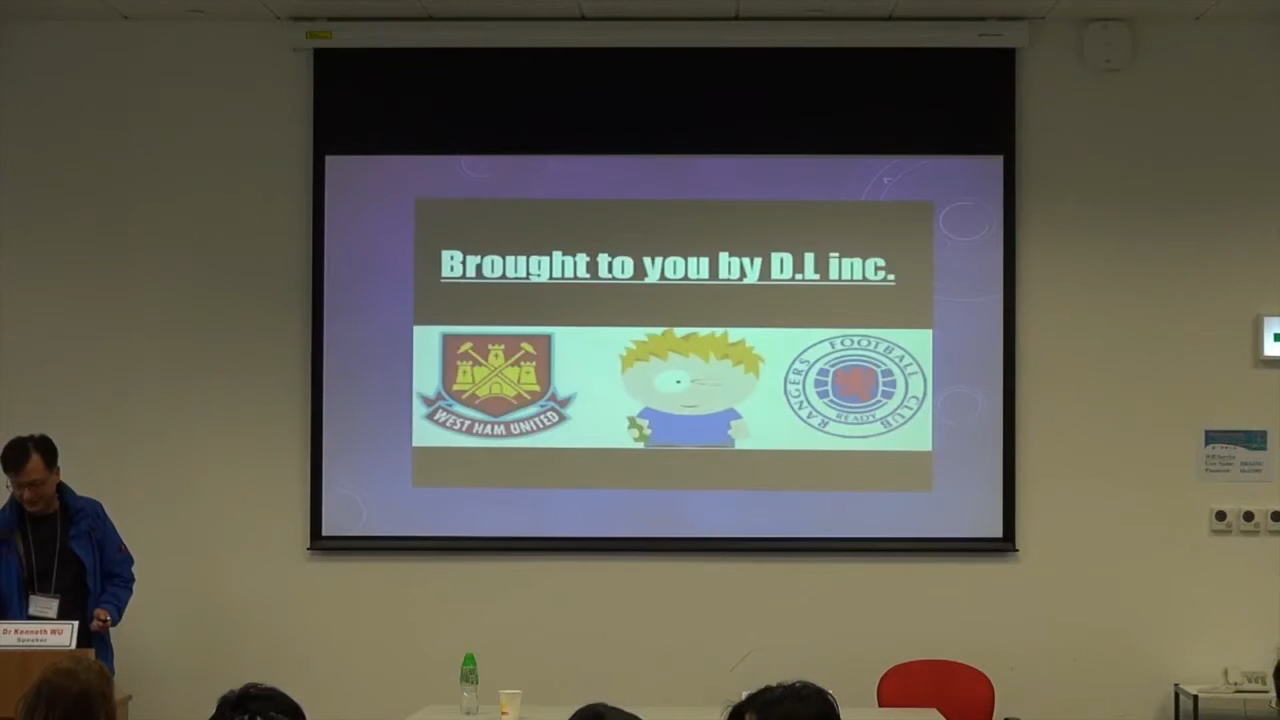 Brought to you by D.L inc.
WEST HAM UNITED
RANGERS FOOTBALL CLUB
READY
Dr Kenneth WU
Speaker